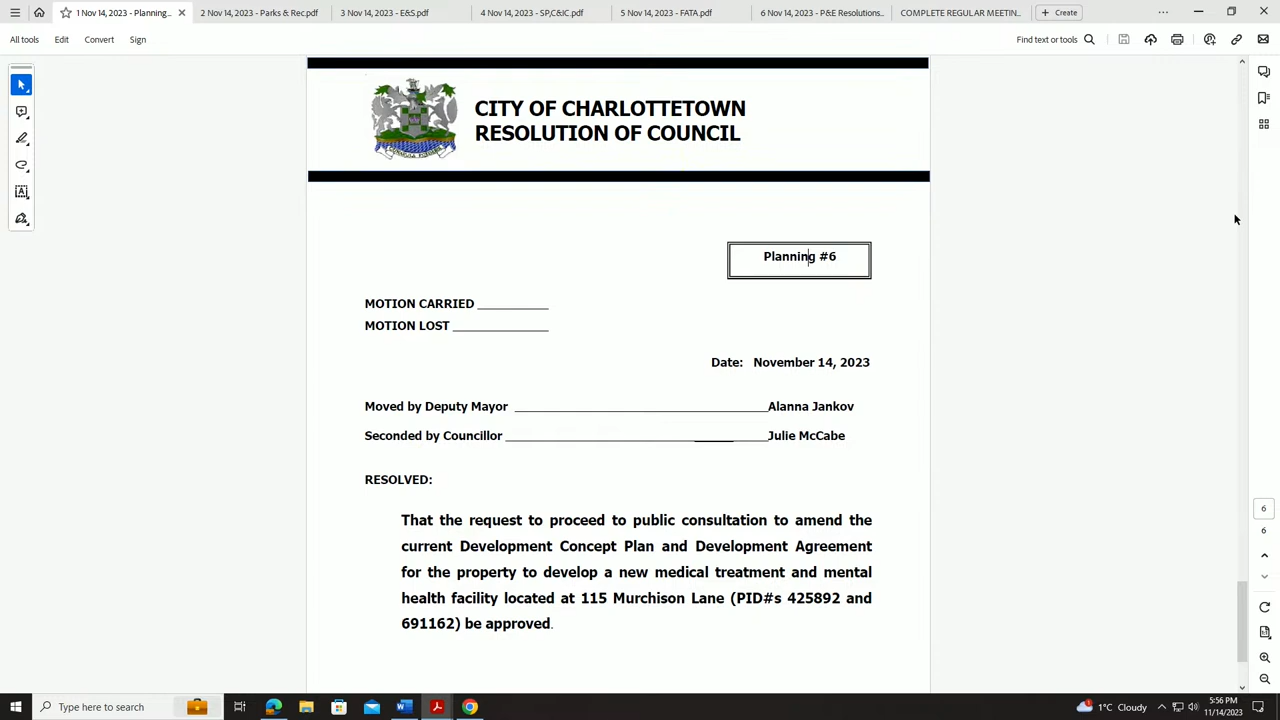 1 Nov 14, 2023 - Planning...
2 Nov 14, 2023 - Parks & Rec.pdf
3 Nov 14, 2023 - E&S.pdf
4 Nov 14, 2023 - SP,C&IC.pdf
5 Nov 14, 2023 - FATA.pdf
6 Nov 14, 2023 - P&E Resolutions...
COMPLETE REGULAR MEETIN...
Create
All tools
Edit
Convert
Sign
Find text or tools
CITY OF CHARLOTTETOWN
RESOLUTION OF COUNCIL
Planning #6
MOTION CARRIED ___________
MOTION LOST ______________
Date: November 14, 2023
Moved by Deputy Mayor ______________________________________Alanna Jankov
Seconded by Councillor _______________________________________Julie McCabe
RESOLVED:
That the request to proceed to public consultation to amend the
current Development Concept Plan and Development Agreement
for the property to develop a new medical treatment and mental
health facility located at 115 Murchison Lane (PID#s 425892 and
691162) be approved.
6
6
Type here to search
1°C Cloudy
5:56 PM
11/14/2023